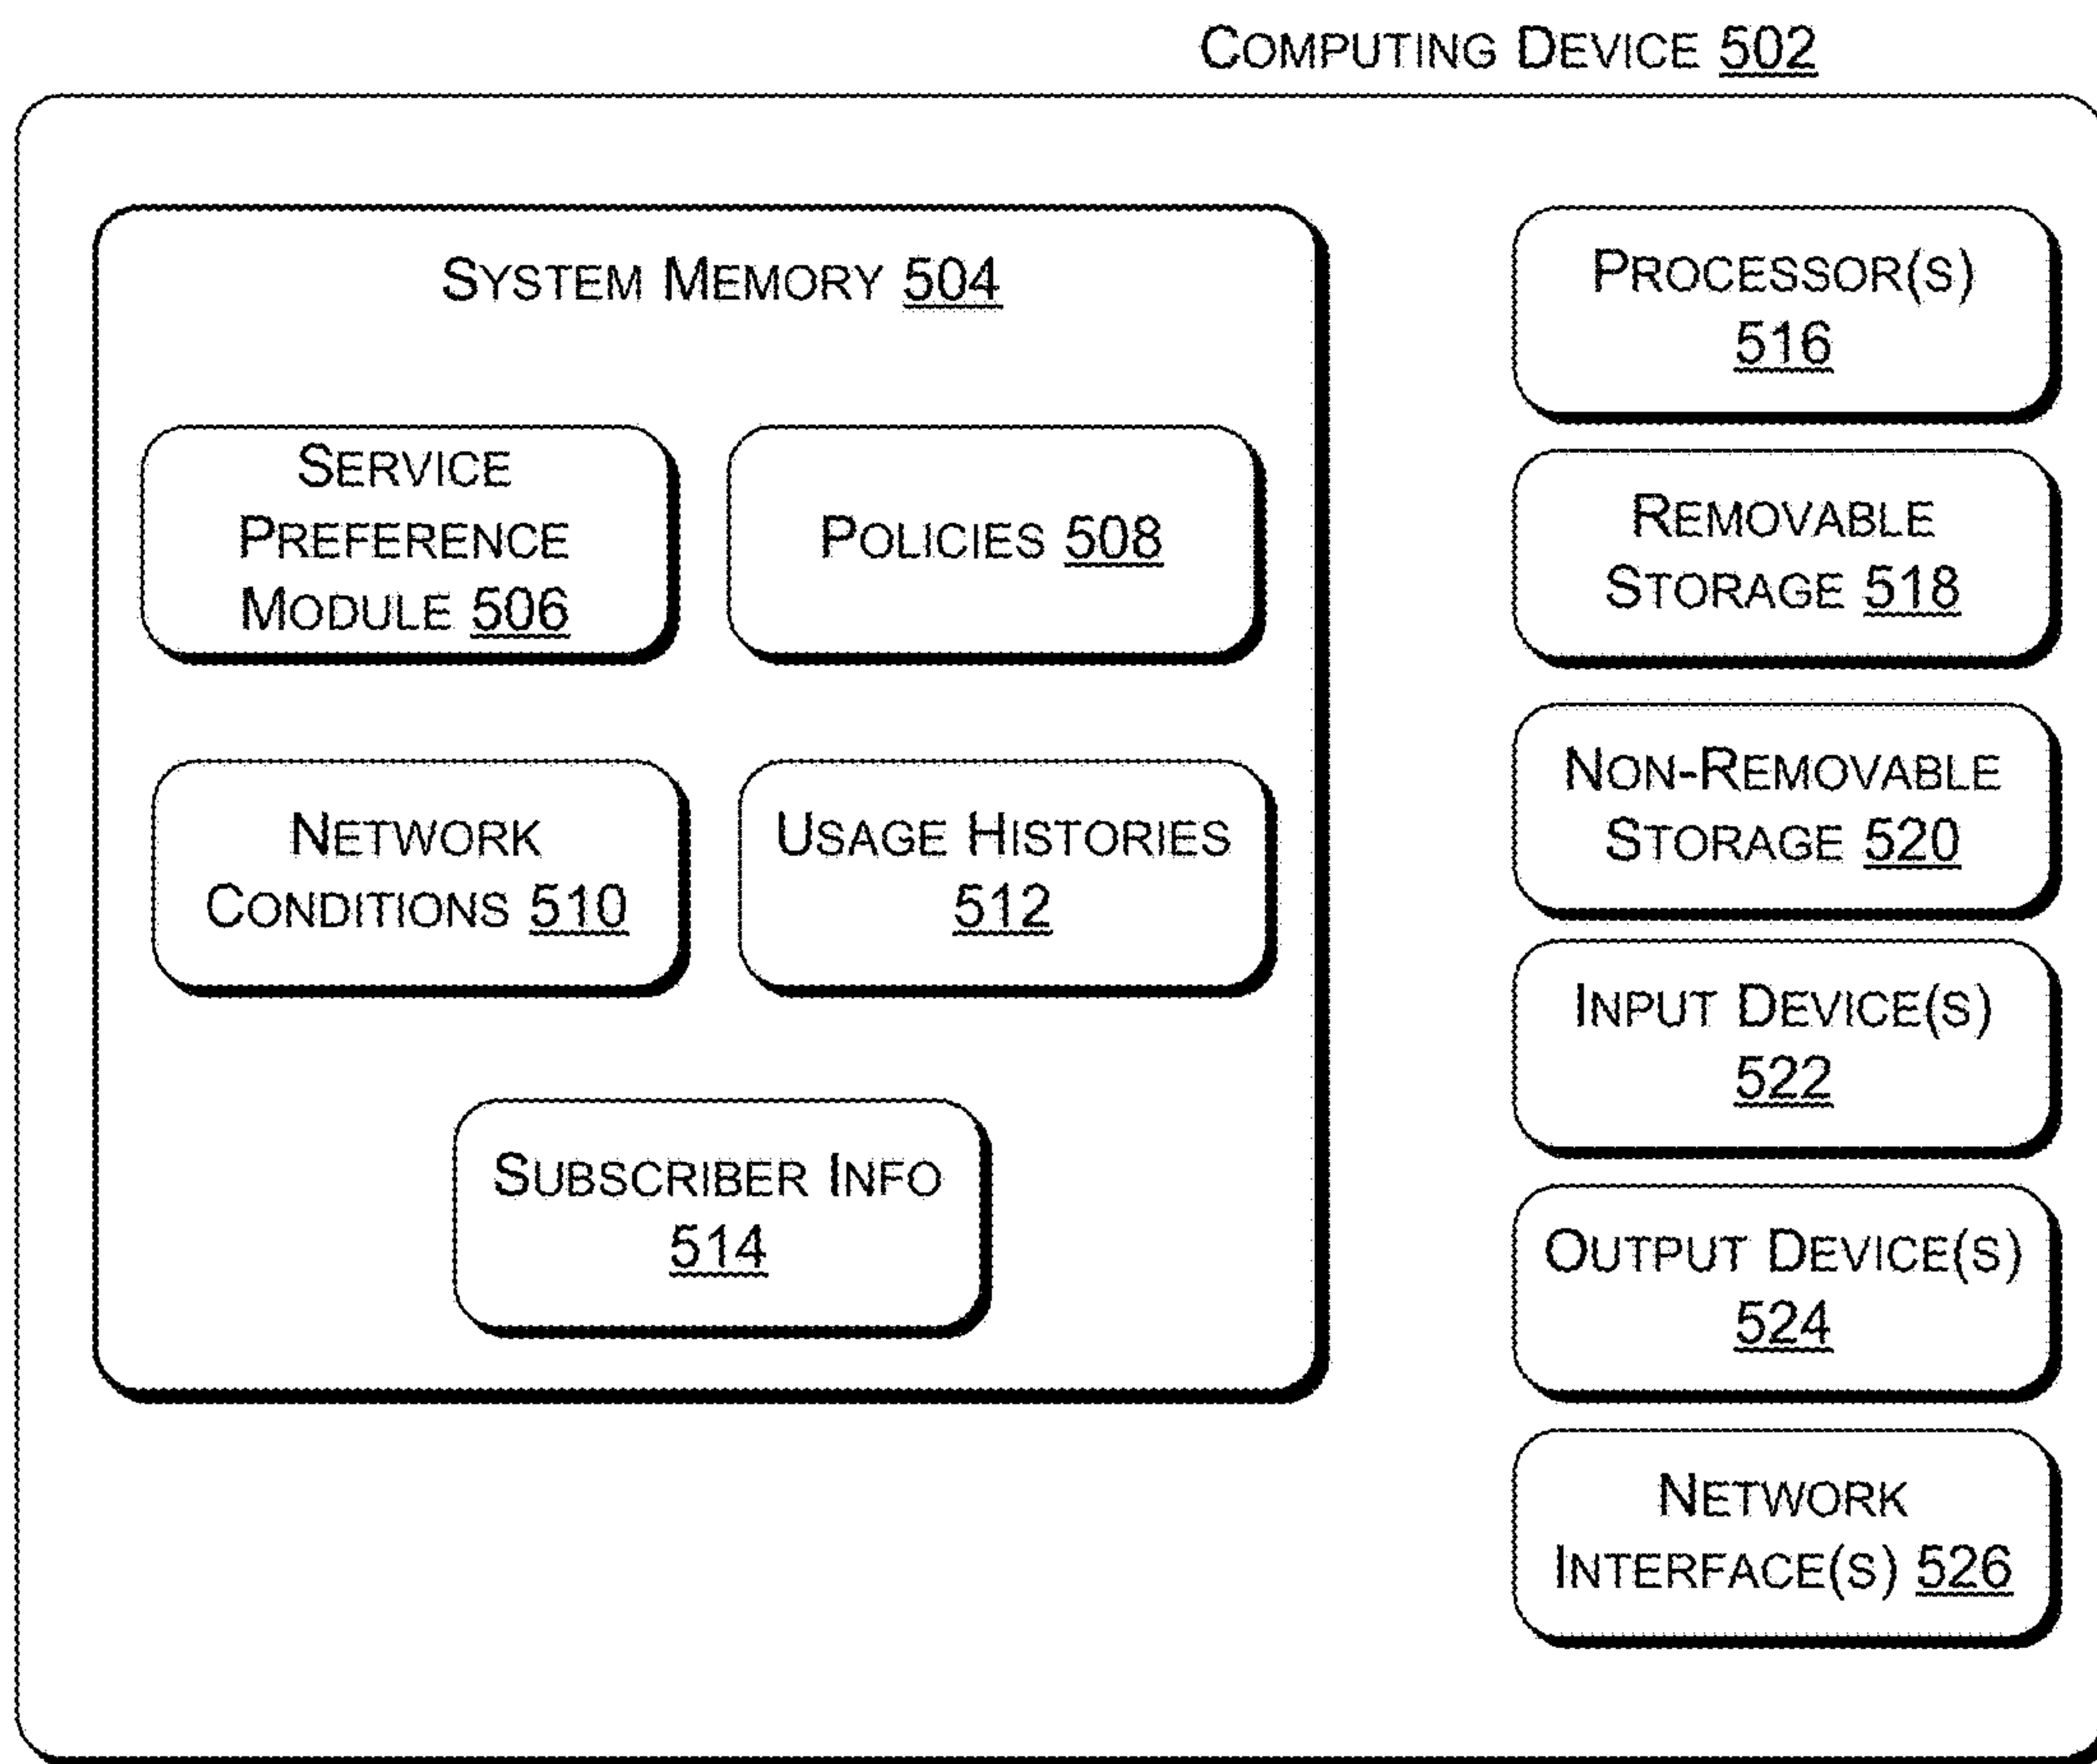 COMPUTING DEVICE 502
SYSTEM MEMORY 504
SERVICE
PREFERENCE
MODULE 506
POLICIES 508
NETWORK
CONDITIONS 510
USAGE HISTORIES
512
SUBSCRIBER INFO
514
PROCESSOR(S)
516
REMOVABLE
STORAGE 518
NON-REMOVABLE
STORAGE 520
INPUT DEVICE(S)
522
OUTPUT DEVICE(S)
524
NETWORK
INTERFACE(S) 526